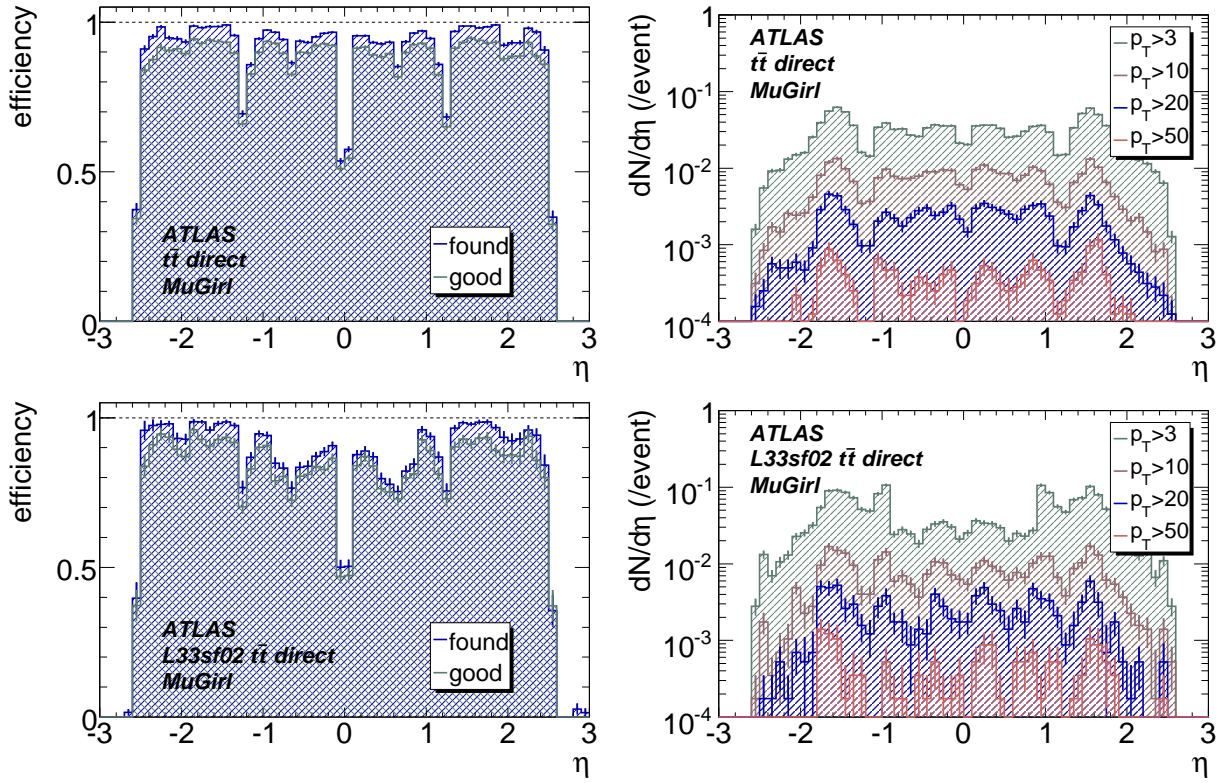 efficiency
1
0.5
0
ATLAS
tt̄ direct
MuGirl
found
good
-3 -2 -1 0 1 2 3
η
dN/dη (/event)
1
10⁻¹
10⁻²
10⁻³
10⁻⁴
ATLAS
tt̄ direct
MuGirl
p_T>3
p_T>10
p_T>20
p_T>50
-3 -2 -1 0 1 2 3
η
efficiency
1
0.5
0
ATLAS
L33sf02 tt̄ direct
MuGirl
found
good
-3 -2 -1 0 1 2 3
η
dN/dη (/event)
1
10⁻¹
10⁻²
10⁻³
10⁻⁴
ATLAS
L33sf02 tt̄ direct
MuGirl
p_T>3
p_T>10
p_T>20
p_T>50
-3 -2 -1 0 1 2 3
η